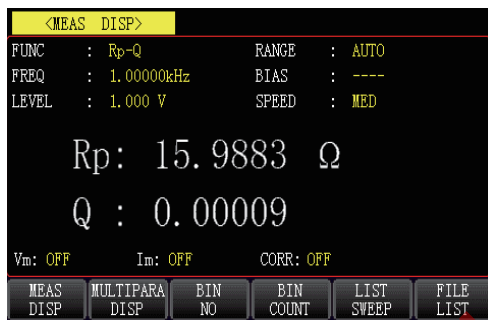 <MEAS DISP>
FUNC : Rp-Q RANGE : AUTO
FREQ : 1.00000kHz BIAS : ----
LEVEL : 1.000 V SPEED : MED
Rp: 15.9883 Ω
Q : 0.00009
Vm: OFF Im: OFF CORR: OFF
MEAS DISP MULTIPARA DISP BIN NO BIN COUNT LIST SWEEP FILE LIST